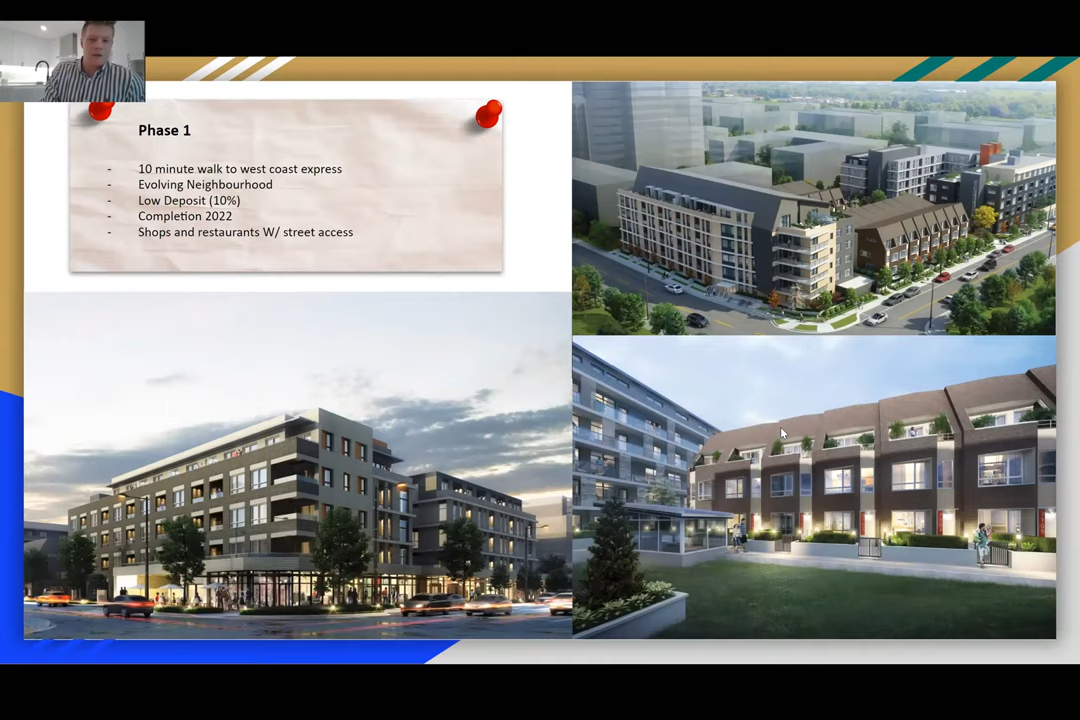 Phase 1
- 10 minute walk to west coast express
- Evolving Neighbourhood
- Low Deposit (10%)
- Completion 2022
- Shops and restaurants W/ street access